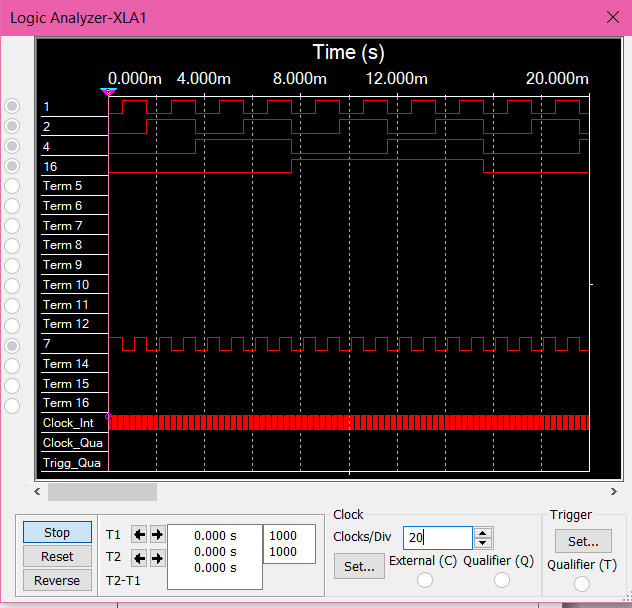 Logic Analyzer-XLA1
Time (s)
0.000m 4.000m 8.000m 12.000m 20.000m
1
2
4
16
Term 5
Term 6
Term 7
Term 8
Term 9
Term 10
Term 11
Term 12
7
Term 14
Term 15
Term 16
Clock_Int
Clock_Qua
Trigg_Qua
Stop
Reset
Reverse
T1 0.000 s 1000
T2 0.000 s 1000
T2-T1 0.000 s
Clock
Clocks/Div 20
Set...
External (C) Qualifier (Q)
Trigger
Set...
Qualifier (T)